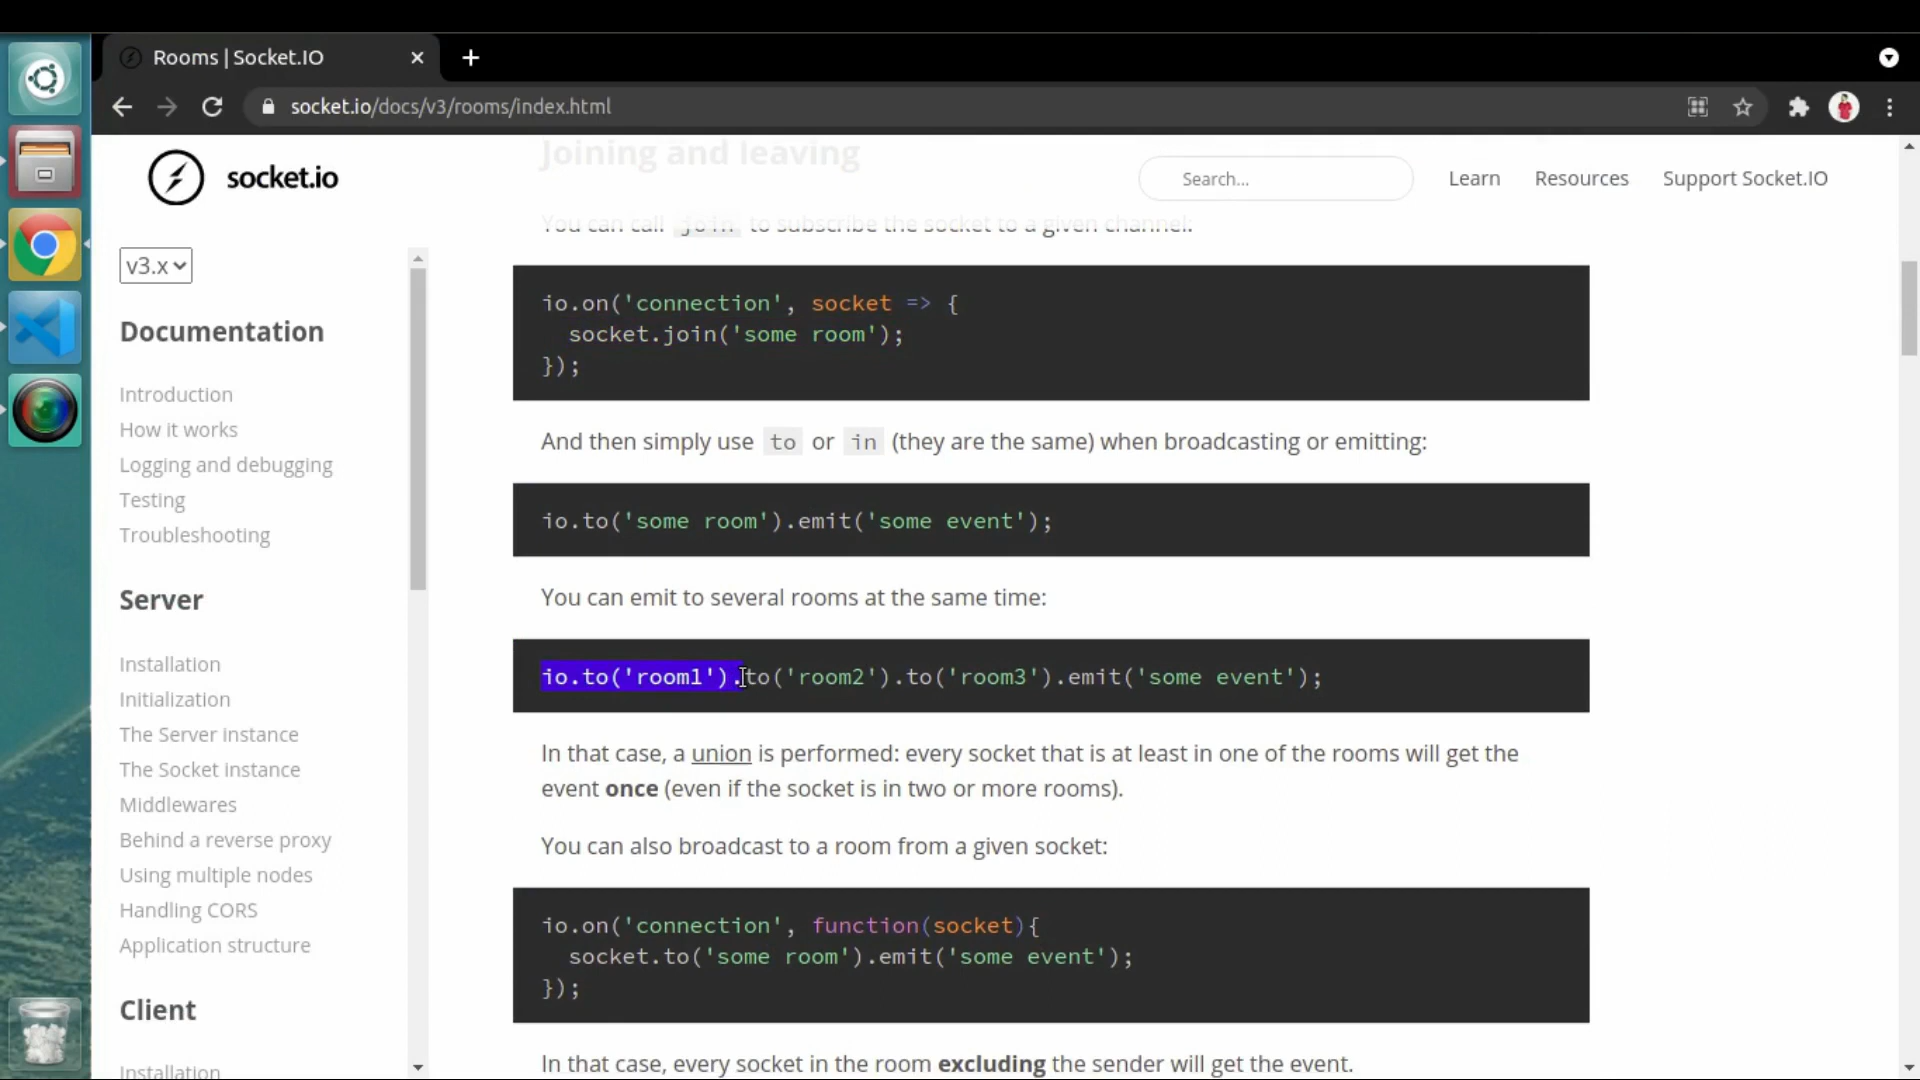 Rooms | Socket.IO
socket.io/docs/v3/rooms/index.html
socket.io
Search...
Learn
Resources
Support Socket.IO
v3.x
Documentation
Introduction
How it works
Logging and debugging
Testing
Troubleshooting
Server
Installation
Initialization
The Server instance
The Socket instance
Middlewares
Behind a reverse proxy
Using multiple nodes
Handling CORS
Application structure
Client
Installation
Joining and leaving
You can call join to subscribe the socket to a given channel:
io.on('connection', socket => {
  socket.join('some room');
});
And then simply use to or in (they are the same) when broadcasting or emitting:
io.to('some room').emit('some event');
You can emit to several rooms at the same time:
io.to('room1').to('room2').to('room3').emit('some event');
In that case, a union is performed: every socket that is at least in one of the rooms will get the
event once (even if the socket is in two or more rooms).
You can also broadcast to a room from a given socket:
io.on('connection', function(socket){
  socket.to('some room').emit('some event');
});
In that case, every socket in the room excluding the sender will get the event.